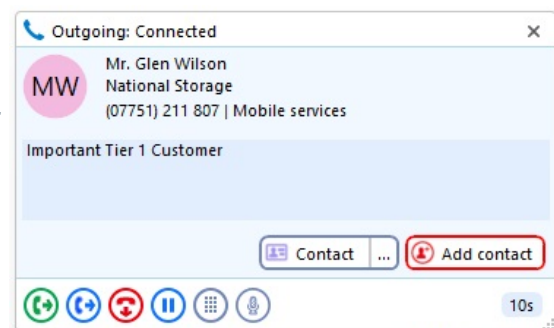 Outgoing: Connected
MW
Mr. Glen Wilson
National Storage
(07751) 211 807 | Mobile services
Important Tier 1 Customer
Contact ... Add contact
10s